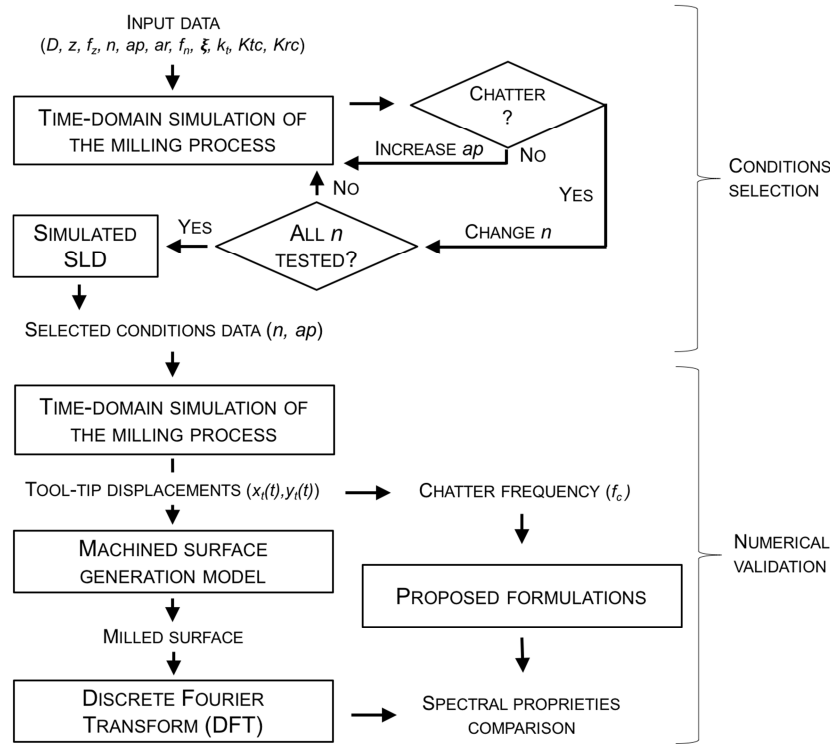 INPUT DATA
(D, z, fz, n, ap, ar, fn, ξ, kt, Ktc, Krc)
TIME-DOMAIN SIMULATION OF
THE MILLING PROCESS
CHATTER
?
INCREASE ap
NO
YES
CONDITIONS
SELECTION
NO
YES
SIMULATED
SLD
ALL n
TESTED?
CHANGE n
SELECTED CONDITIONS DATA (n, ap)
TIME-DOMAIN SIMULATION OF
THE MILLING PROCESS
TOOL-TIP DISPLACEMENTS (xt(t),yt(t))
CHATTER FREQUENCY (fc)
MACHINED SURFACE
GENERATION MODEL
PROPOSED FORMULATIONS
NUMERICAL
VALIDATION
MILLED SURFACE
DISCRETE FOURIER
TRANSFORM (DFT)
SPECTRAL PROPRIETIES
COMPARISON